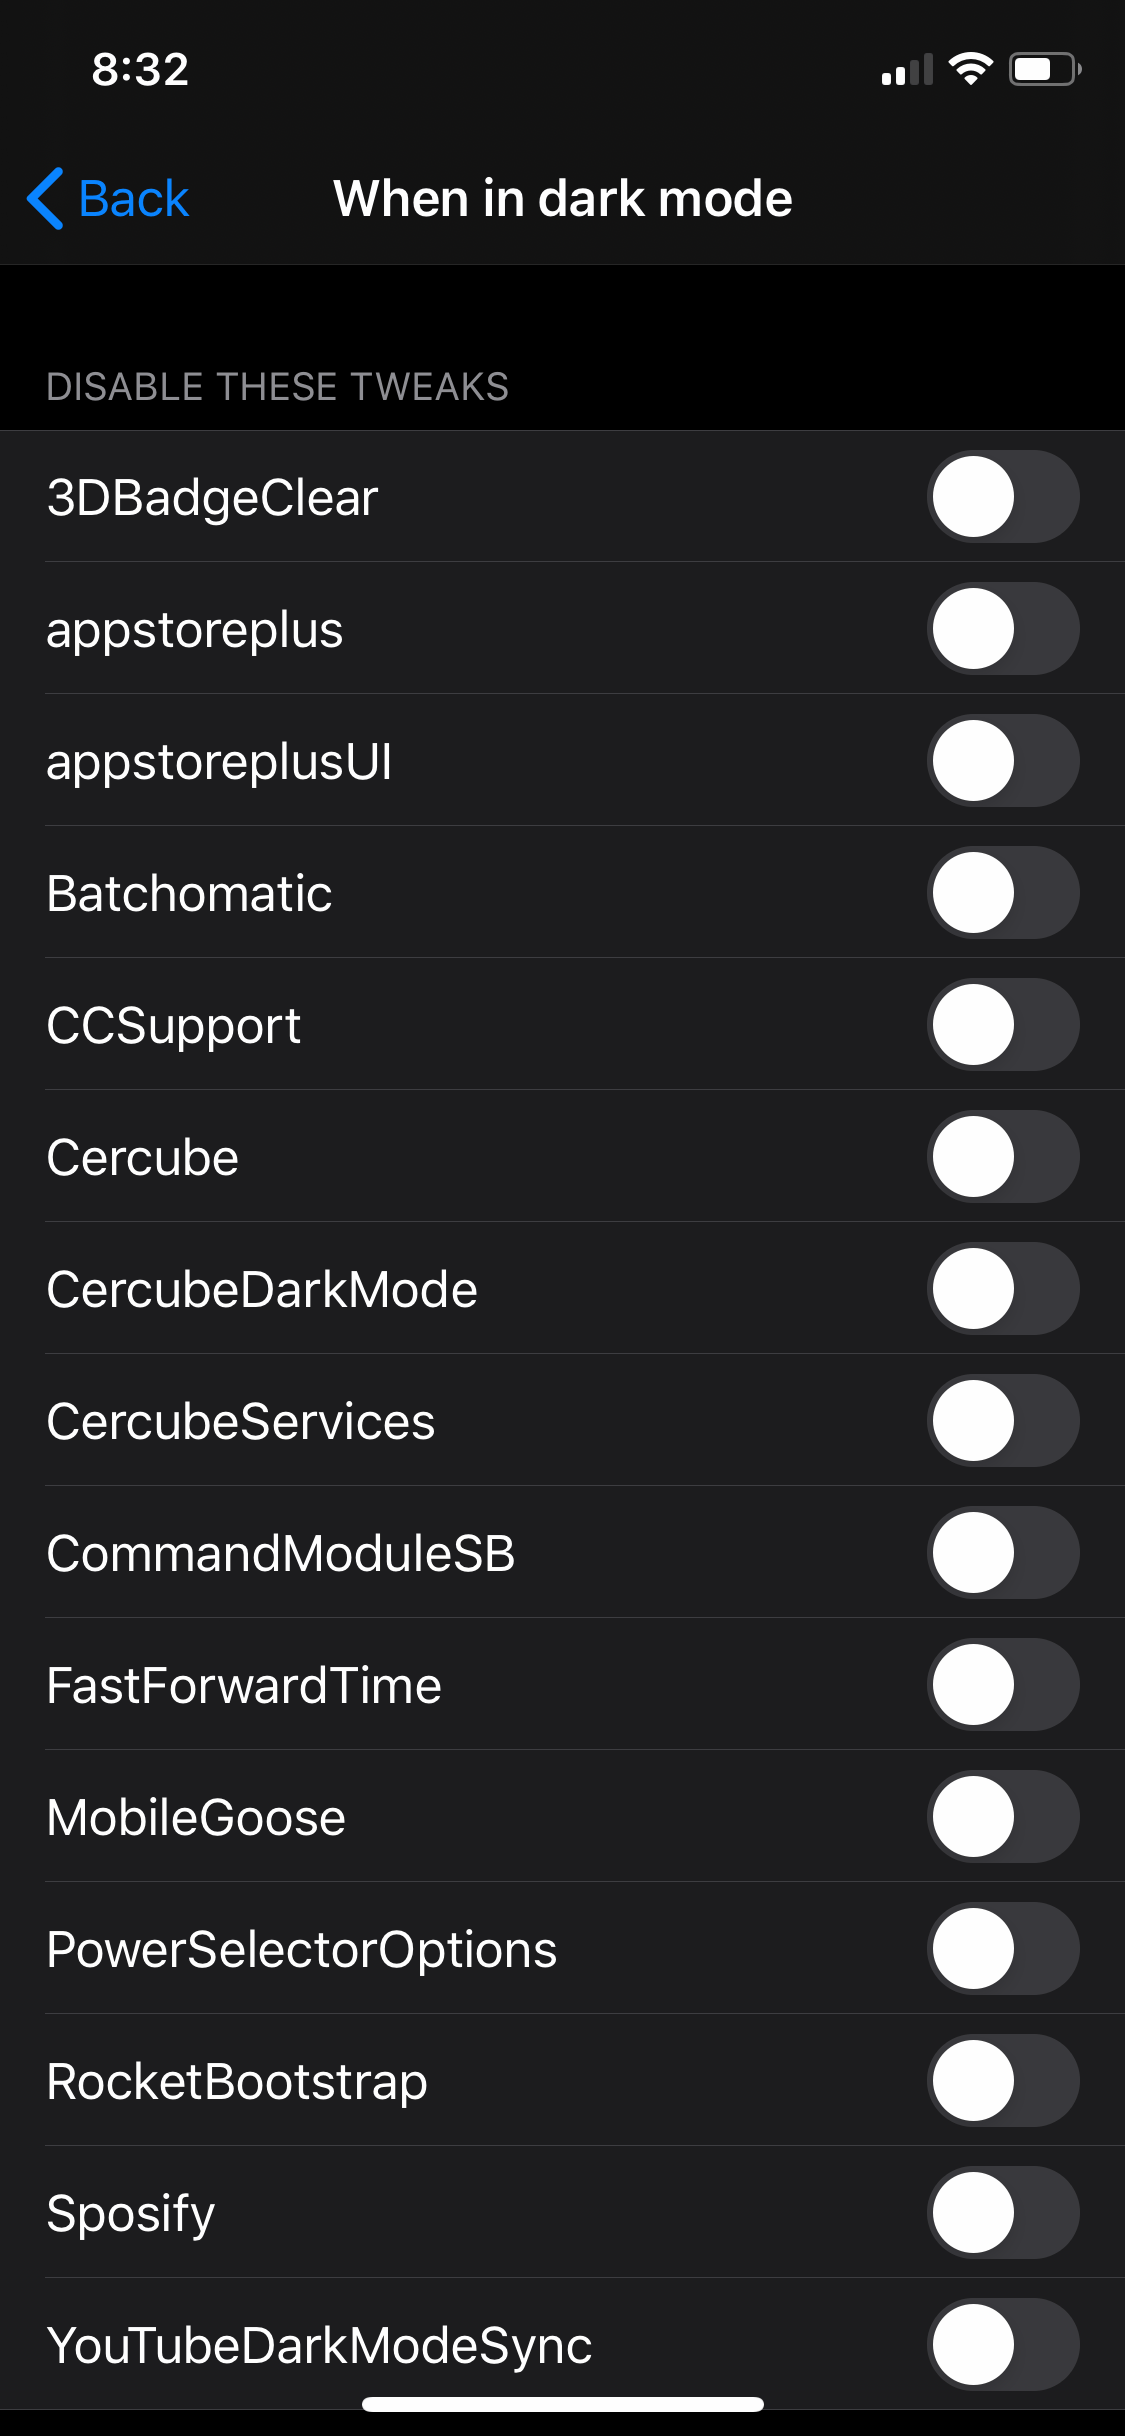 8:32
Back
When in dark mode
DISABLE THESE TWEAKS
3DBadgeClear
appstoreplus
appstoreplusUI
Batchomatic
CCSupport
Cercube
CercubeDarkMode
CercubeServices
CommandModuleSB
FastForwardTime
MobileGoose
PowerSelectorOptions
RocketBootstrap
Sposify
YouTubeDarkModeSync